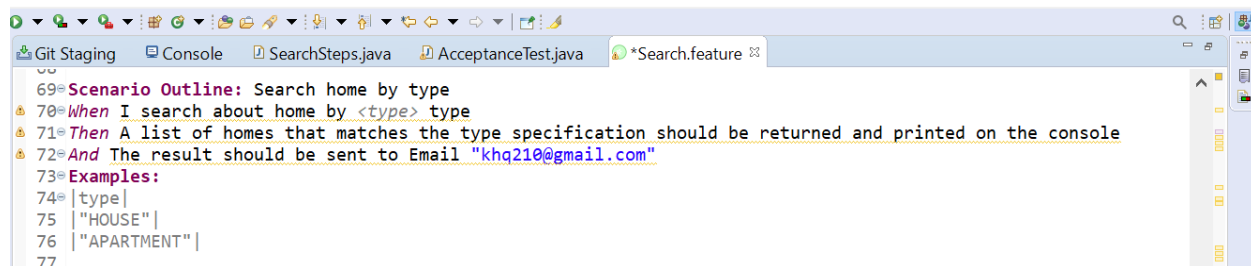 Git Staging Console SearchSteps.java AcceptanceTest.java *Search.feature
68
69 Scenario Outline: Search home by type
70 When I search about home by <type> type
71 Then A list of homes that matches the type specification should be returned and printed on the console
72 And The result should be sent to Email "khq210@gmail.com"
73 Examples:
74 |type|
75 |"HOUSE"|
76 |"APARTMENT"|
77